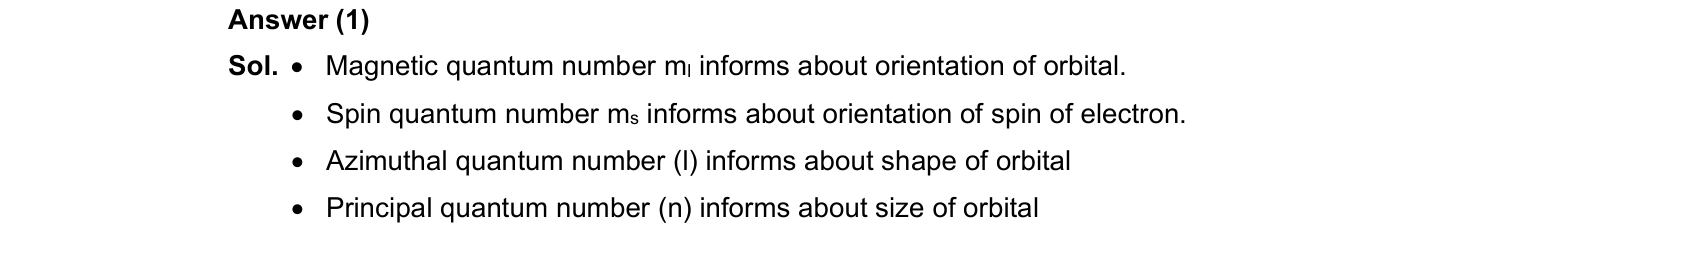 Answer (1)
Sol. • Magnetic quantum number mₗ informs about orientation of orbital.
• Spin quantum number mₛ informs about orientation of spin of electron.
• Azimuthal quantum number (l) informs about shape of orbital
• Principal quantum number (n) informs about size of orbital